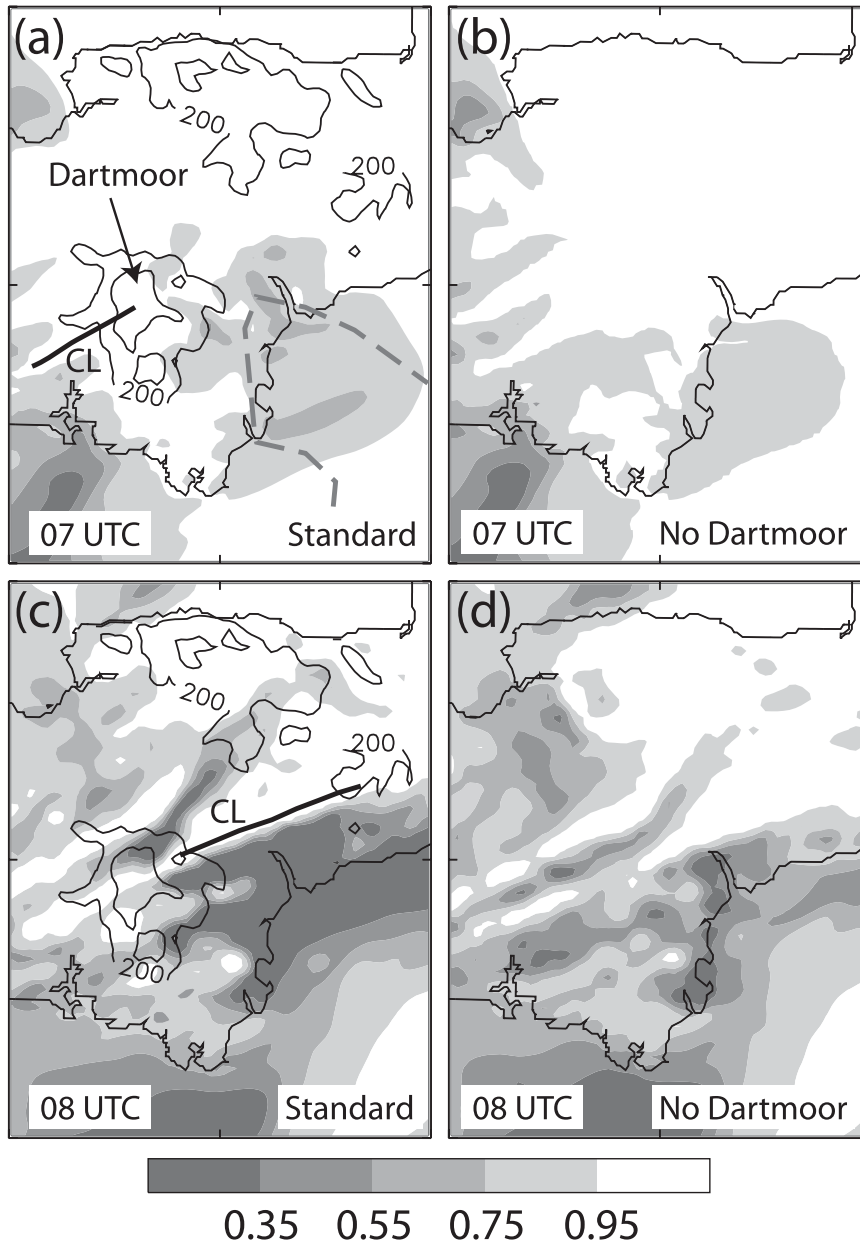 (a)
200
200
Dartmoor
CL
200
07 UTC
Standard
(b)
07 UTC
No Dartmoor
(c)
200
200
CL
200
08 UTC
Standard
(d)
08 UTC
No Dartmoor
0.35 0.55 0.75 0.95